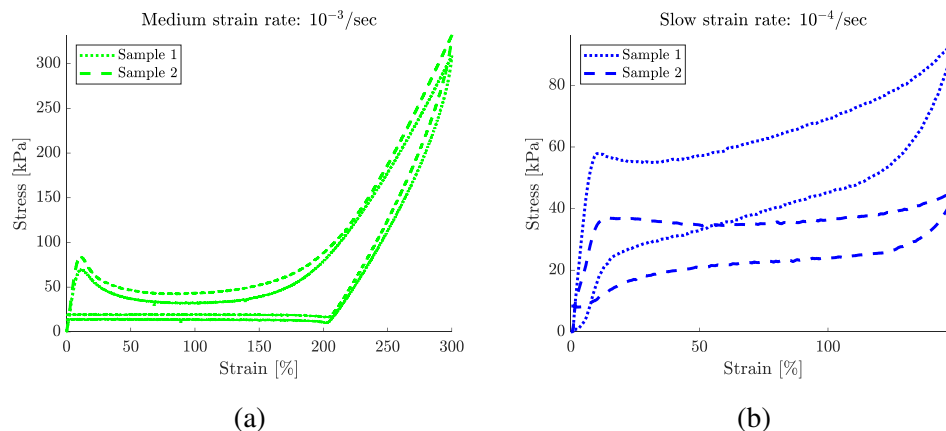 Medium strain rate: 10⁻³/sec
Sample 1
Sample 2
Stress [kPa]
300
250
200
150
100
50
0
0 50 100 150 200 250 300
Strain [%]
(a)
Slow strain rate: 10⁻⁴/sec
Sample 1
Sample 2
Stress [kPa]
80
60
40
20
0
0 50 100
Strain [%]
(b)